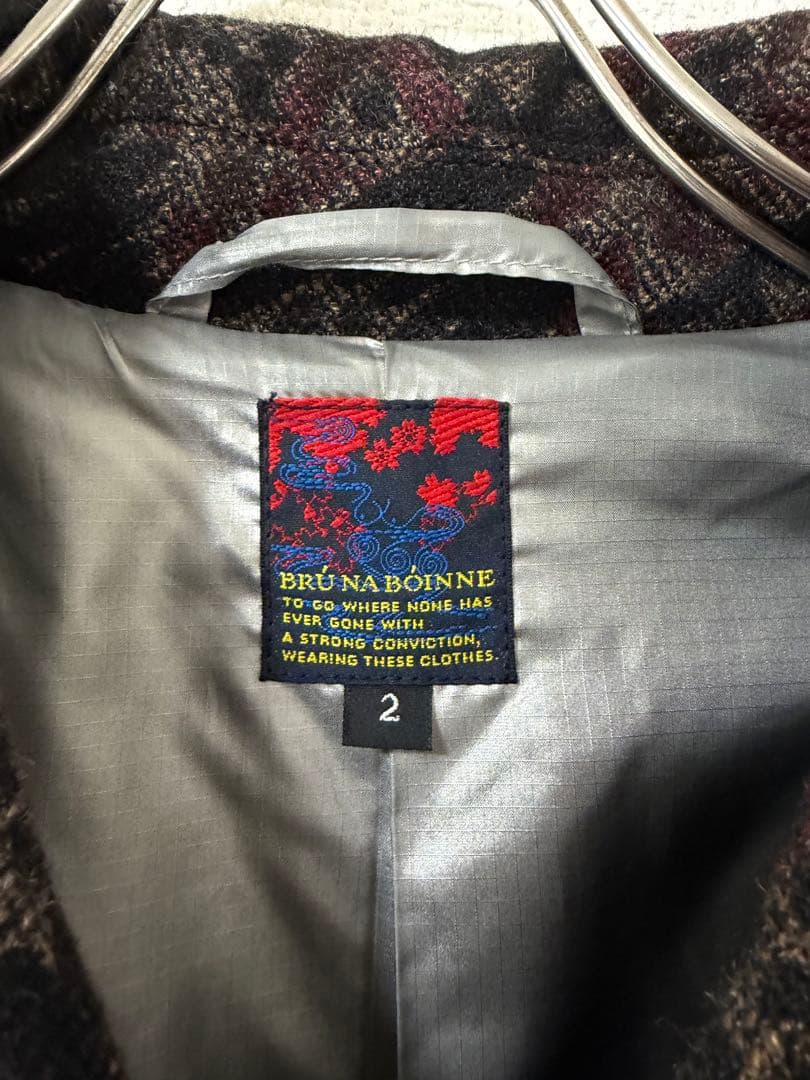 BRÚ NA BÓINNE
TO GO WHERE NONE HAS
EVER GONE WITH
A STRONG CONVICTION,
WEARING THESE CLOTHES.
2